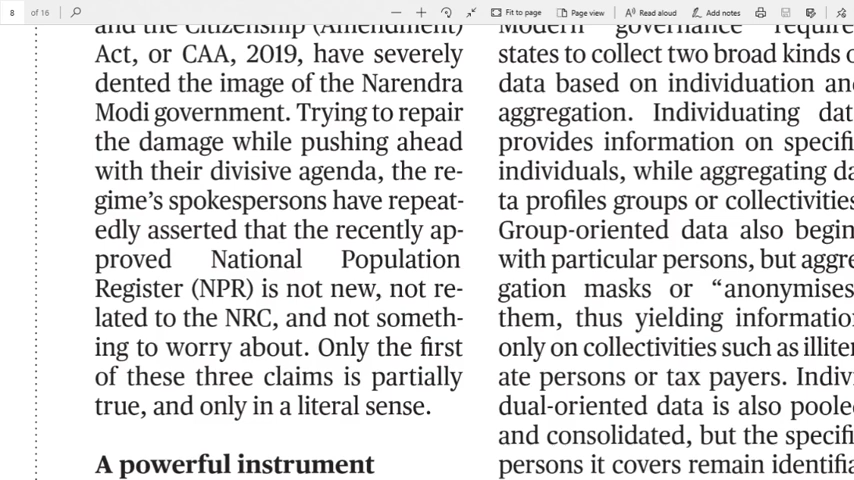 8 of 16 Fit to page Page view Read aloud Add notes
and the Citizenship (Amendment)
Act, or CAA, 2019, have severely
dented the image of the Narendra
Modi government. Trying to repair
the damage while pushing ahead
with their divisive agenda, the re-
gime's spokespersons have repeat-
edly asserted that the recently ap-
proved National Population
Register (NPR) is not new, not re-
lated to the NRC, and not someth-
ing to worry about. Only the first
of these three claims is partially
true, and only in a literal sense.
A powerful instrument
Modern governance require
states to collect two broad kinds o
data based on individuation an
aggregation. Individuating dat
provides information on specifi
individuals, while aggregating da
ta profiles groups or collectivities
Group-oriented data also begin
with particular persons, but aggre
gation masks or “anonymises
them, thus yielding informatio
only on collectivities such as illiter
ate persons or tax payers. Indiv
dual-oriented data is also poole
and consolidated, but the specifi
persons it covers remain identifia